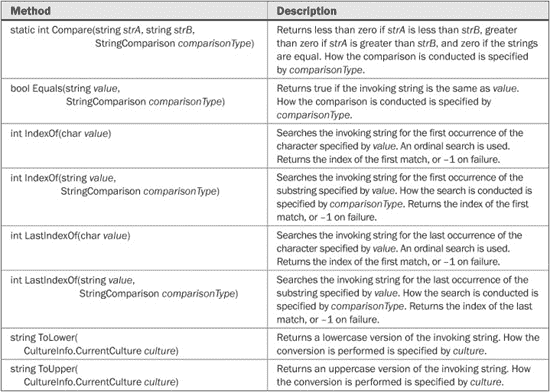 Method
Description
static int Compare(string strA, string strB,
StringComparison comparisonType)
Returns less than zero if strA is less than strB, greater
than zero if strA is greater than strB, and zero if the strings
are equal. How the comparison is conducted is specified
by comparisonType.
bool Equals(string value,
StringComparison comparisonType)
Returns true if the invoking string is the same as value.
How the comparison is conducted is specified by
comparisonType.
int IndexOf(char value)
Searches the invoking string for the first occurrence of the
character specified by value. An ordinal search is used.
Returns the index of the first match, or –1 on failure.
int IndexOf(string value,
StringComparison comparisonType)
Searches the invoking string for the first occurrence of the
substring specified by value. How the search is conducted is
specified by comparisonType. Returns the index of the first
match, or –1 on failure.
int LastIndexOf(char value)
Searches the invoking string for the last occurrence of the
character specified by value. An ordinal search is used.
Returns the index of the first match, or –1 on failure.
int LastIndexOf(string value,
StringComparison comparisonType)
Searches the invoking string for the last occurrence of the
substring specified by value. How the search is conducted is
specified by comparisonType. Returns the index of the last
match, or –1 on failure.
string ToLower(
CultureInfo.CurrentCulture culture)
Returns a lowercase version of the invoking string. How the
conversion is performed is specified by culture.
string ToUpper(
CultureInfo.CurrentCulture culture)
Returns an uppercase version of the invoking string. How
the conversion is performed is specified by culture.